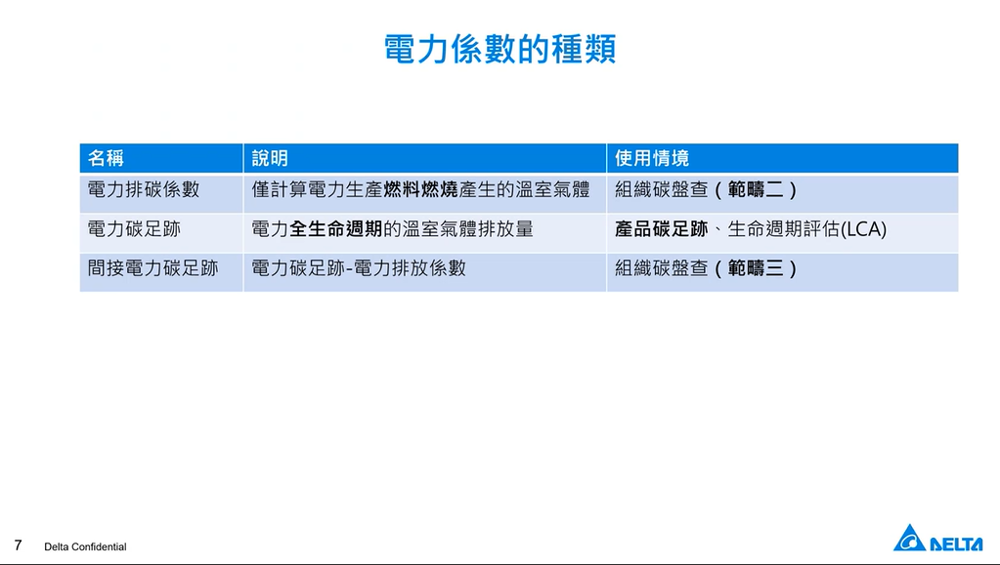 電力係數的種類
名稱 說明 使用情境
電力排碳係數 僅計算電力生產燃料燃燒產生的溫室氣體 組織碳盤查（範疇二）
電力碳足跡 電力全生命週期的溫室氣體排放量 產品碳足跡、生命週期評估(LCA)
間接電力碳足跡 電力碳足跡-電力排放係數 組織碳盤查（範疇三）
7 Delta Confidential
DELTA